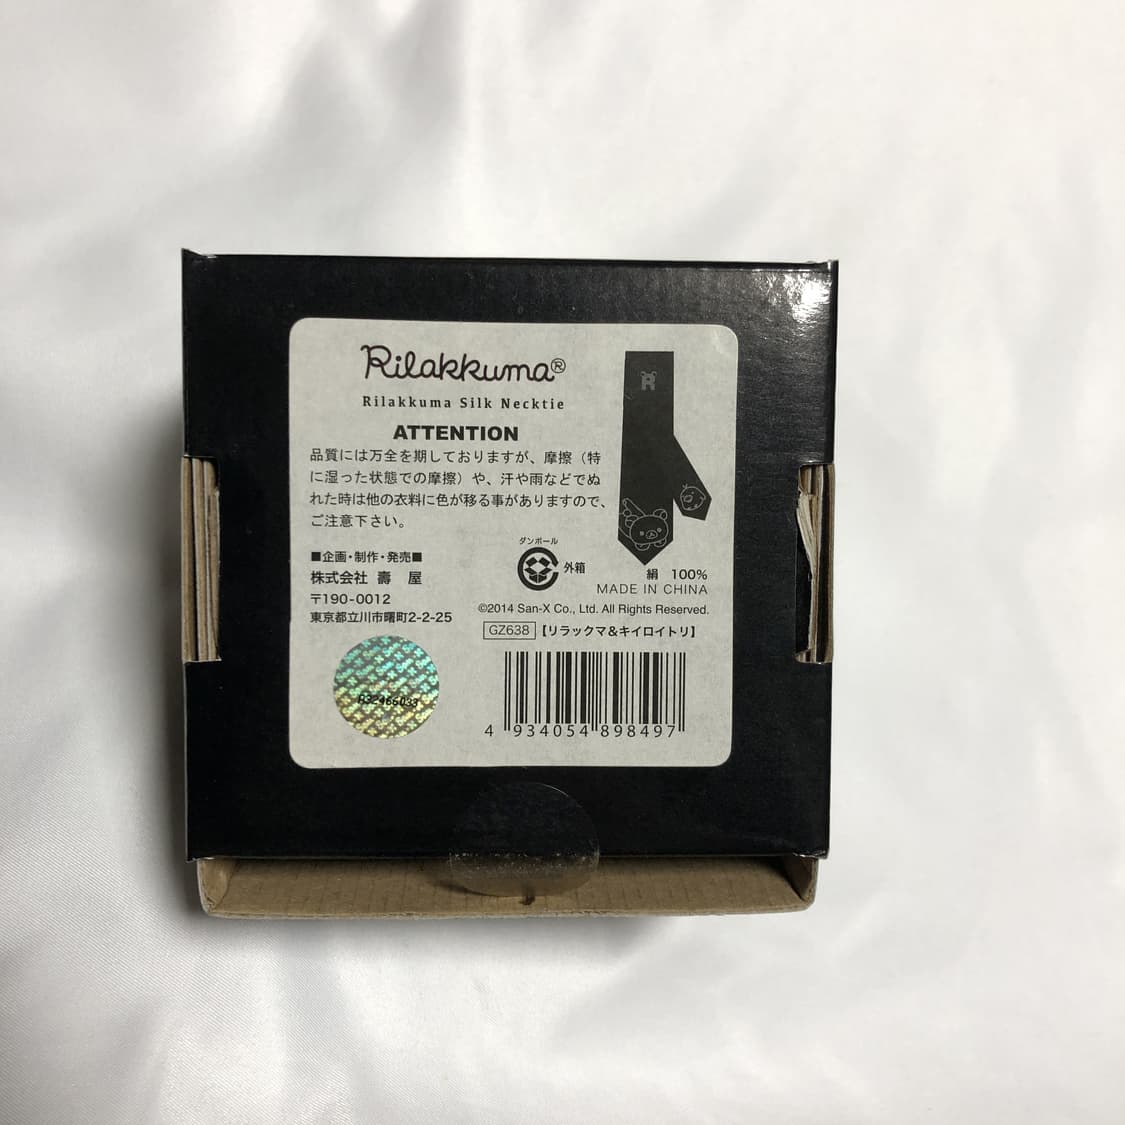 Rilakkuma®
Rilakkuma Silk Necktie
ATTENTION
品質には万全を期しておりますが、摩擦（特
に湿った状態での摩擦）や、汗や雨などでぬ
れた時は他の衣料に色が移る事がありますので、
ご注意下さい。
R
■企画・制作・発売■
株式会社 壽 屋
〒190-0012
東京都立川市曙町2-2-25
ダンボール
外箱
絹 100%
MADE IN CHINA
©2014 San-X Co., Ltd. All Rights Reserved.
GZ638【リラックマ&キイロイトリ】
A32466033
4 934054 898497